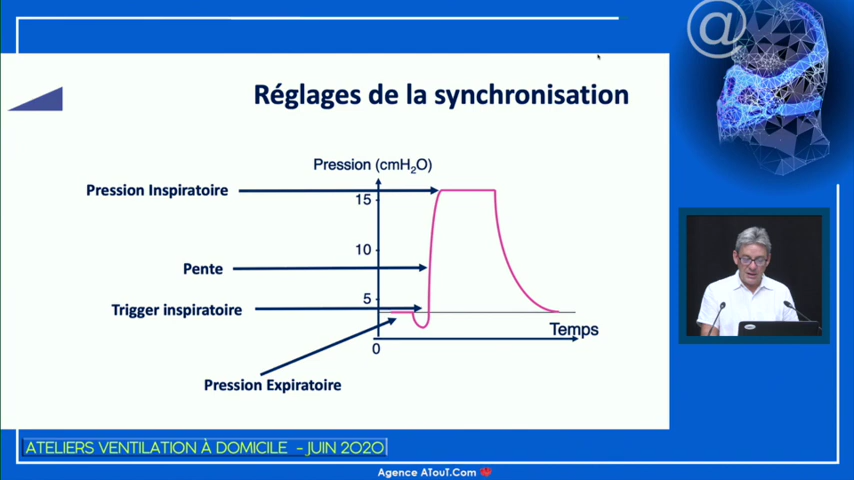 @
Réglages de la synchronisation
Pression (cmH₂O)
Pression Inspiratoire
15
10
Pente
5
Trigger inspiratoire
Temps
0
Pression Expiratoire
ATELIERS VENTILATION À DOMICILE - JUIN 2020
Agence ATouT.Com